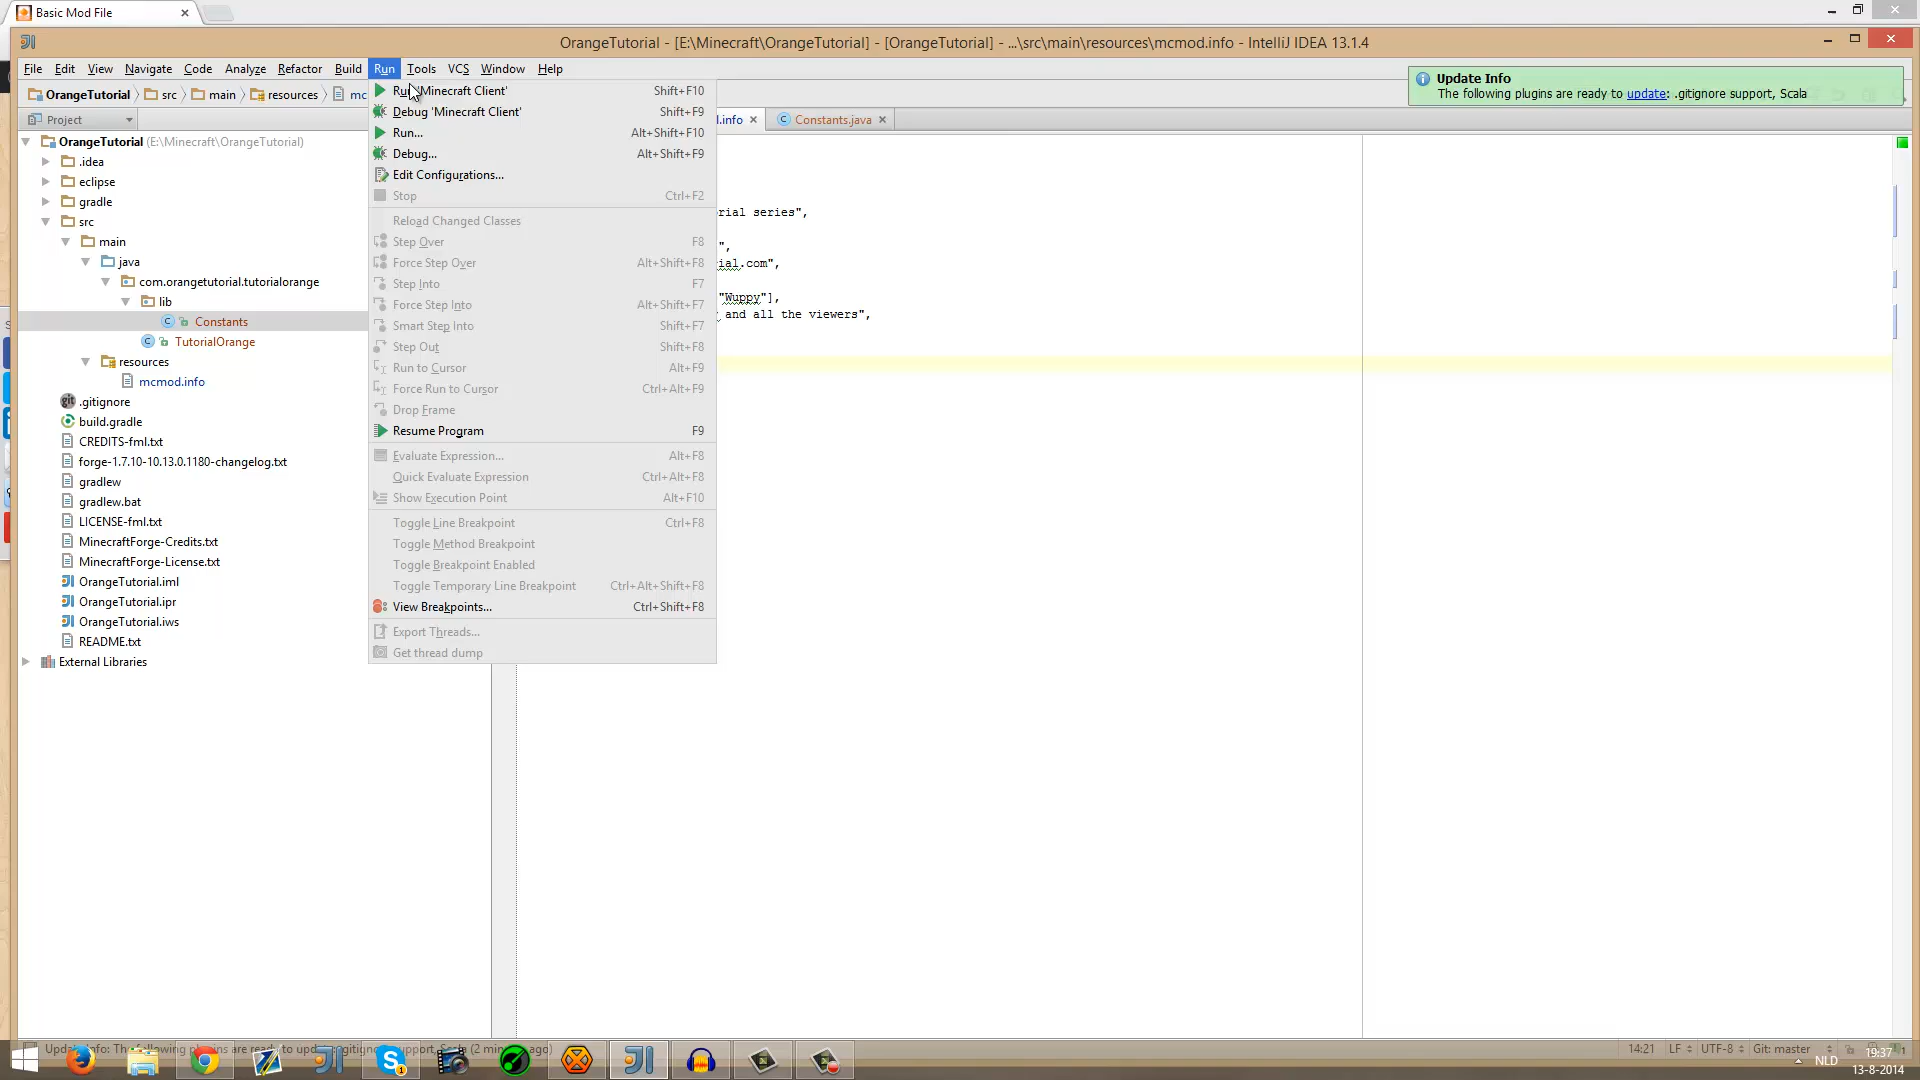 Basic Mod File
OrangeTutorial - [E:\Minecraft\OrangeTutorial] - [OrangeTutorial] - ...\src\main\resources\mcmod.info - IntelliJ IDEA 13.1.4
File Edit View Navigate Code Analyze Refactor Build Run Tools VCS Window Help
OrangeTutorial src main resources mc
Update Info
The following plugins are ready to update: .gitignore support, Scala
Project
.info
Constants.java
OrangeTutorial (E:\Minecraft\OrangeTutorial)
.idea
eclipse
gradle
src
main
java
com.orangetutorial.tutorialorange
lib
Constants
TutorialOrange
resources
mcmod.info
.gitignore
build.gradle
CREDITS-fml.txt
forge-1.7.10-10.13.0.1180-changelog.txt
gradlew
gradlew.bat
LICENSE-fml.txt
MinecraftForge-Credits.txt
MinecraftForge-License.txt
OrangeTutorial.iml
OrangeTutorial.ipr
OrangeTutorial.iws
README.txt
External Libraries
Run 'Minecraft Client' Shift+F10
Debug 'Minecraft Client' Shift+F9
Run... Alt+Shift+F10
Debug... Alt+Shift+F9
Edit Configurations...
Stop Ctrl+F2
Reload Changed Classes
Step Over F8
Force Step Over Alt+Shift+F8
Step Into F7
Force Step Into Alt+Shift+F7
Smart Step Into Shift+F7
Step Out Shift+F8
Run to Cursor Alt+F9
Force Run to Cursor Ctrl+Alt+F9
Drop Frame
Resume Program F9
Evaluate Expression... Alt+F8
Quick Evaluate Expression Ctrl+Alt+F8
Show Execution Point Alt+F10
Toggle Line Breakpoint Ctrl+F8
Toggle Method Breakpoint
Toggle Breakpoint Enabled
Toggle Temporary Line Breakpoint Ctrl+Alt+Shift+F8
View Breakpoints... Ctrl+Shift+F8
Export Threads...
Get thread dump
rial series",
",
ial.com",
"Wuppy"],
and all the viewers",
14:21 LF UTF-8 Git: master
NLD
19:37
13-8-2014